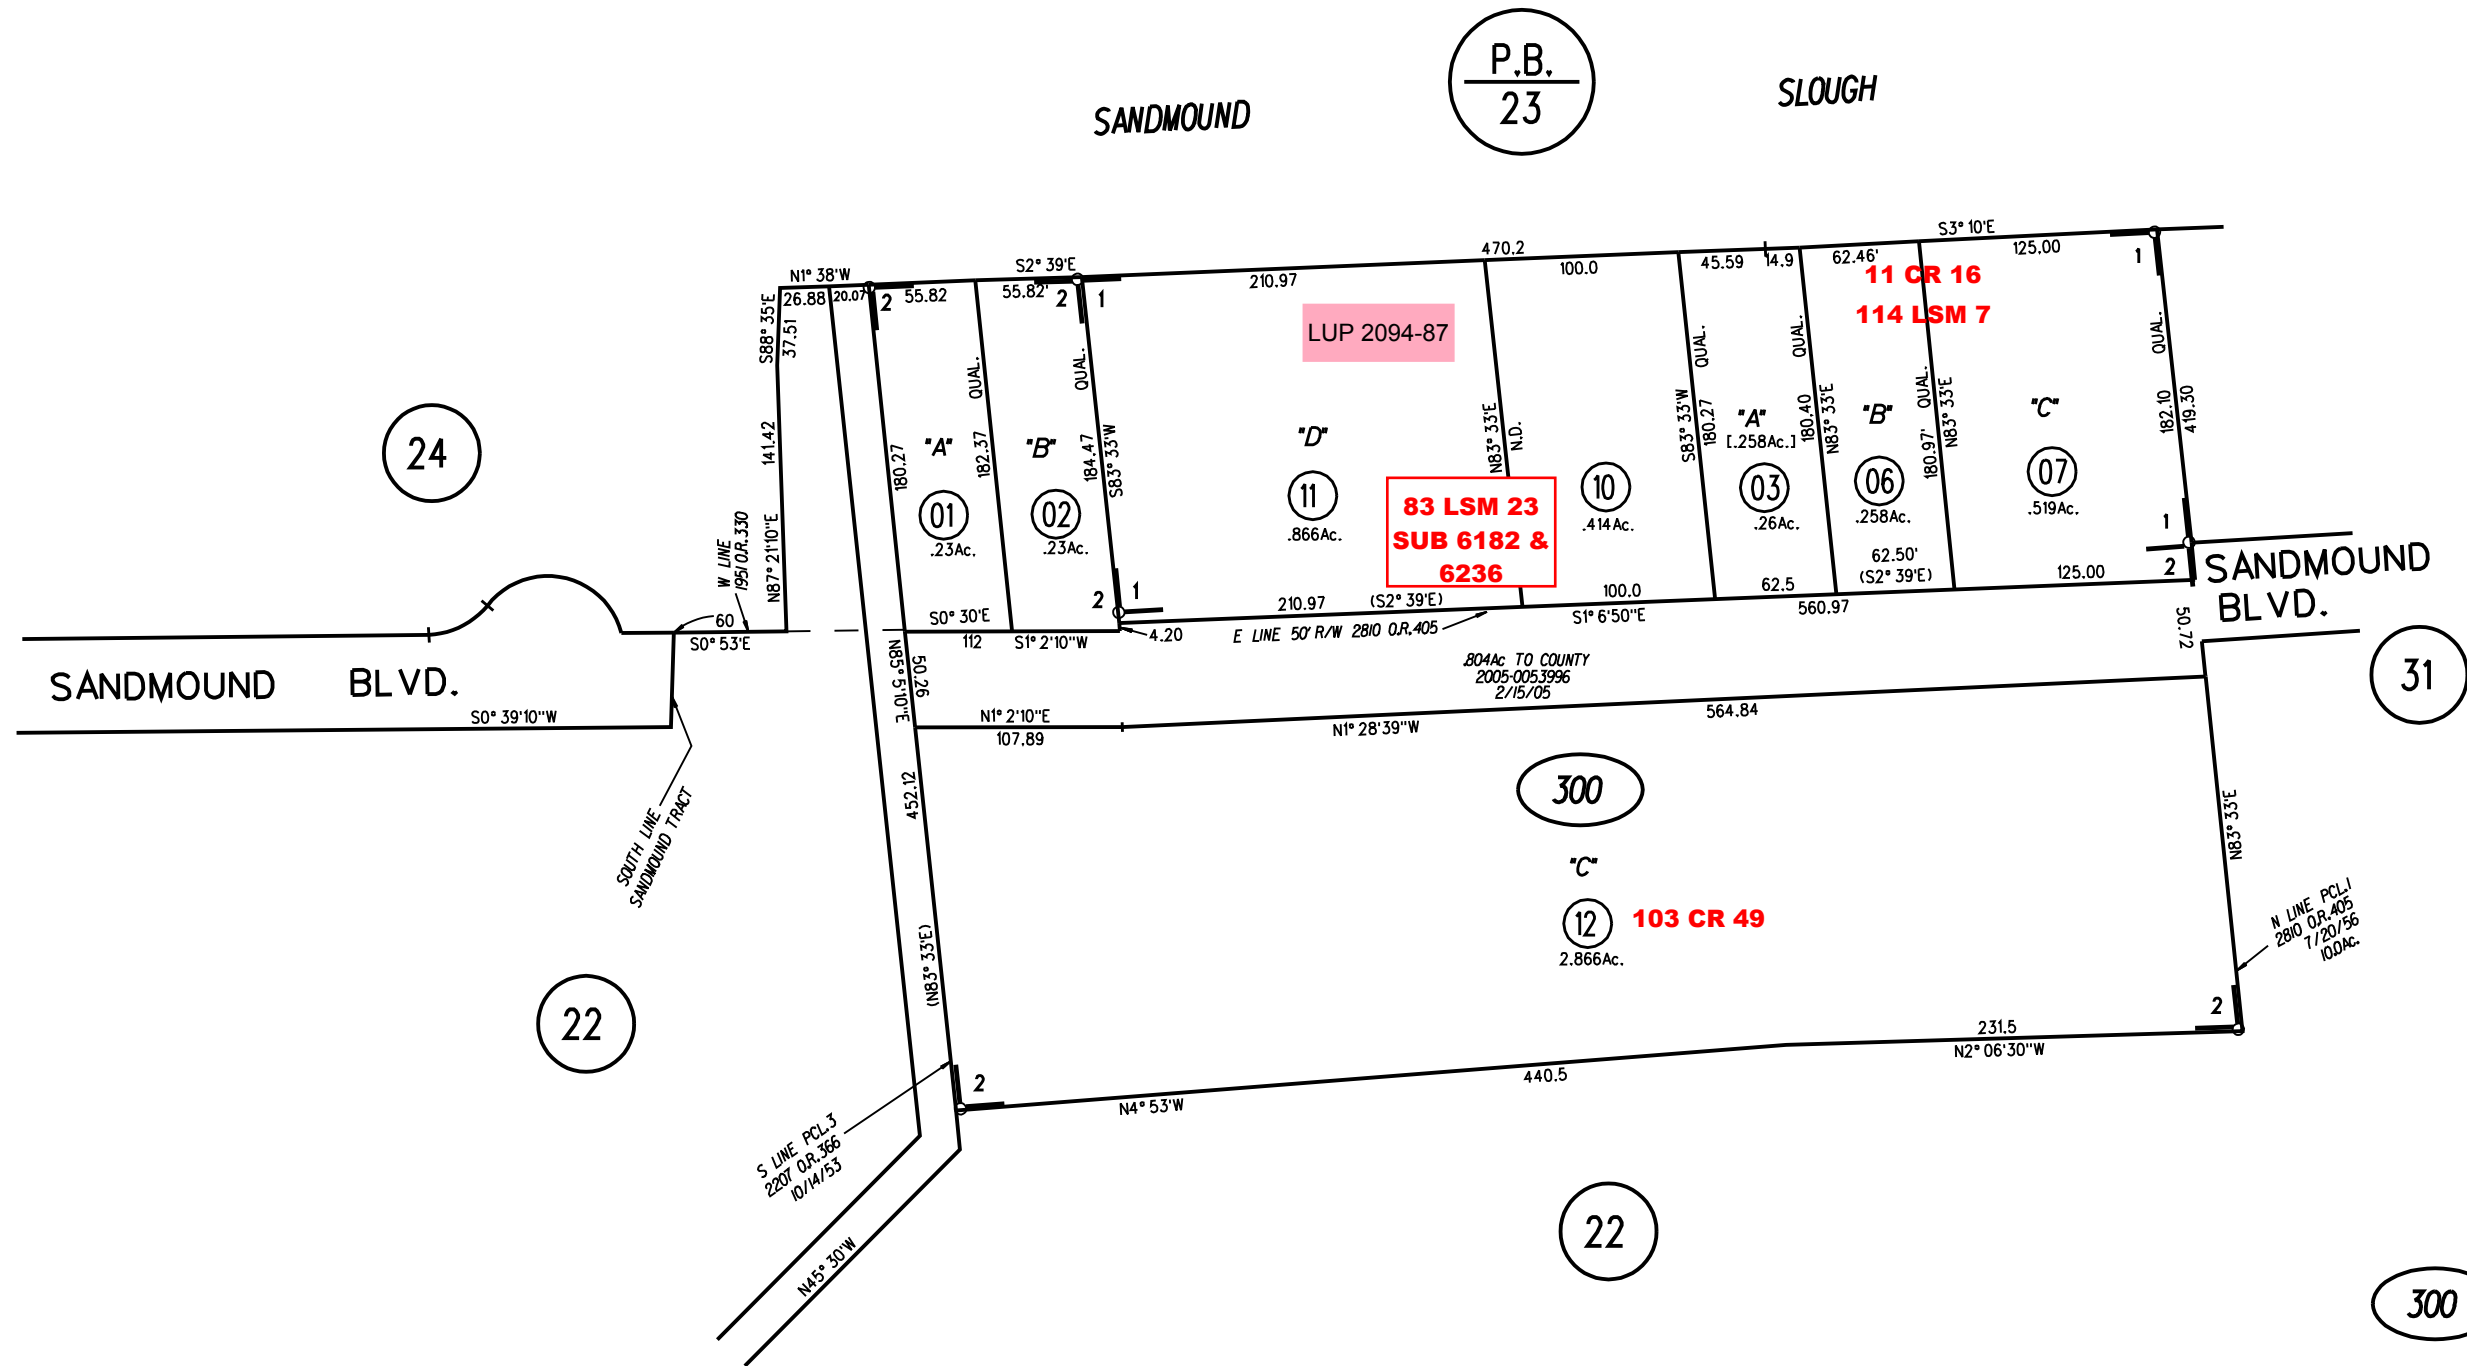 P.B.
23
SANDMOUND
SLOUGH
S3° 10'E
470.2
125.00
N1° 38'W
S2° 39'E
210.97
100.0
45.59
14.9
62.46'
1
26.88
20.07
2
55.82
55.82'
2
1
11 CR 16
114 LSM 7
S88° 35'E
37.51
LUP 2094-87
QUAL.
QUAL.
QUAL.
QUAL.
QUAL.
QUAL.
24
141.42
N87° 21'10"E
180.27
182.37
184.47
S83° 33'W
N83° 33'E
N.D.
S83° 33'W
180.27
180.40
N83° 33'E
180.97'
N83° 33'E
182.10
419.30
"A"
01
.23Ac.
"B"
02
.23Ac.
"D"
11
.866Ac.
83 LSM 23
SUB 6182 &
6236
10
.414Ac.
"A"
[.258Ac.]
03
.26Ac.
"B"
06
.258Ac.
"C"
07
.519Ac.
1
2
W LINE
1951 O.R.330
SANDMOUND
BLVD.
62.50'
(S2° 39'E)
125.00
2
1
210.97
(S2° 39'E)
100.0
62.5
560.97
S1° 6'50"E
60
S0° 53'E
S0° 30'E
112
S1° 2'10"W
4.20
E LINE 50' R/W 2810 O.R.405
50.72
SANDMOUND BLVD.
N85° 5'10"E
50.26
.804Ac TO COUNTY
2005-0053996
2/15/05
31
S0° 39'10"W
N1° 2'10"E
107.89
N1° 28'39"W
564.84
SOUTH LINE
SANDMOUND TRACT
452.12
(N83° 33'E)
300
"C"
12
2.866Ac.
103 CR 49
N83° 33'E
N LINE PCL.1
2810 O.R.405
7/20/56
10.0Ac.
22
2
231.5
N2° 06'30"W
2
440.5
N4° 53'W
S LINE PCL.3
2207 O.R.366
10/14/53
N45° 30'W
22
300